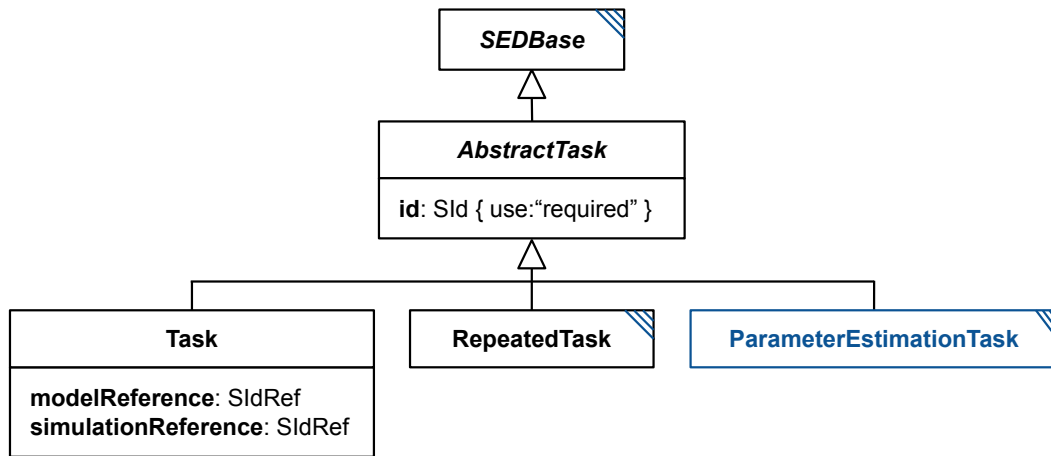 SEDBase
AbstractTask
id: SId { use:“required” }
Task
RepeatedTask
ParameterEstimationTask
modelReference: SIdRef
simulationReference: SIdRef